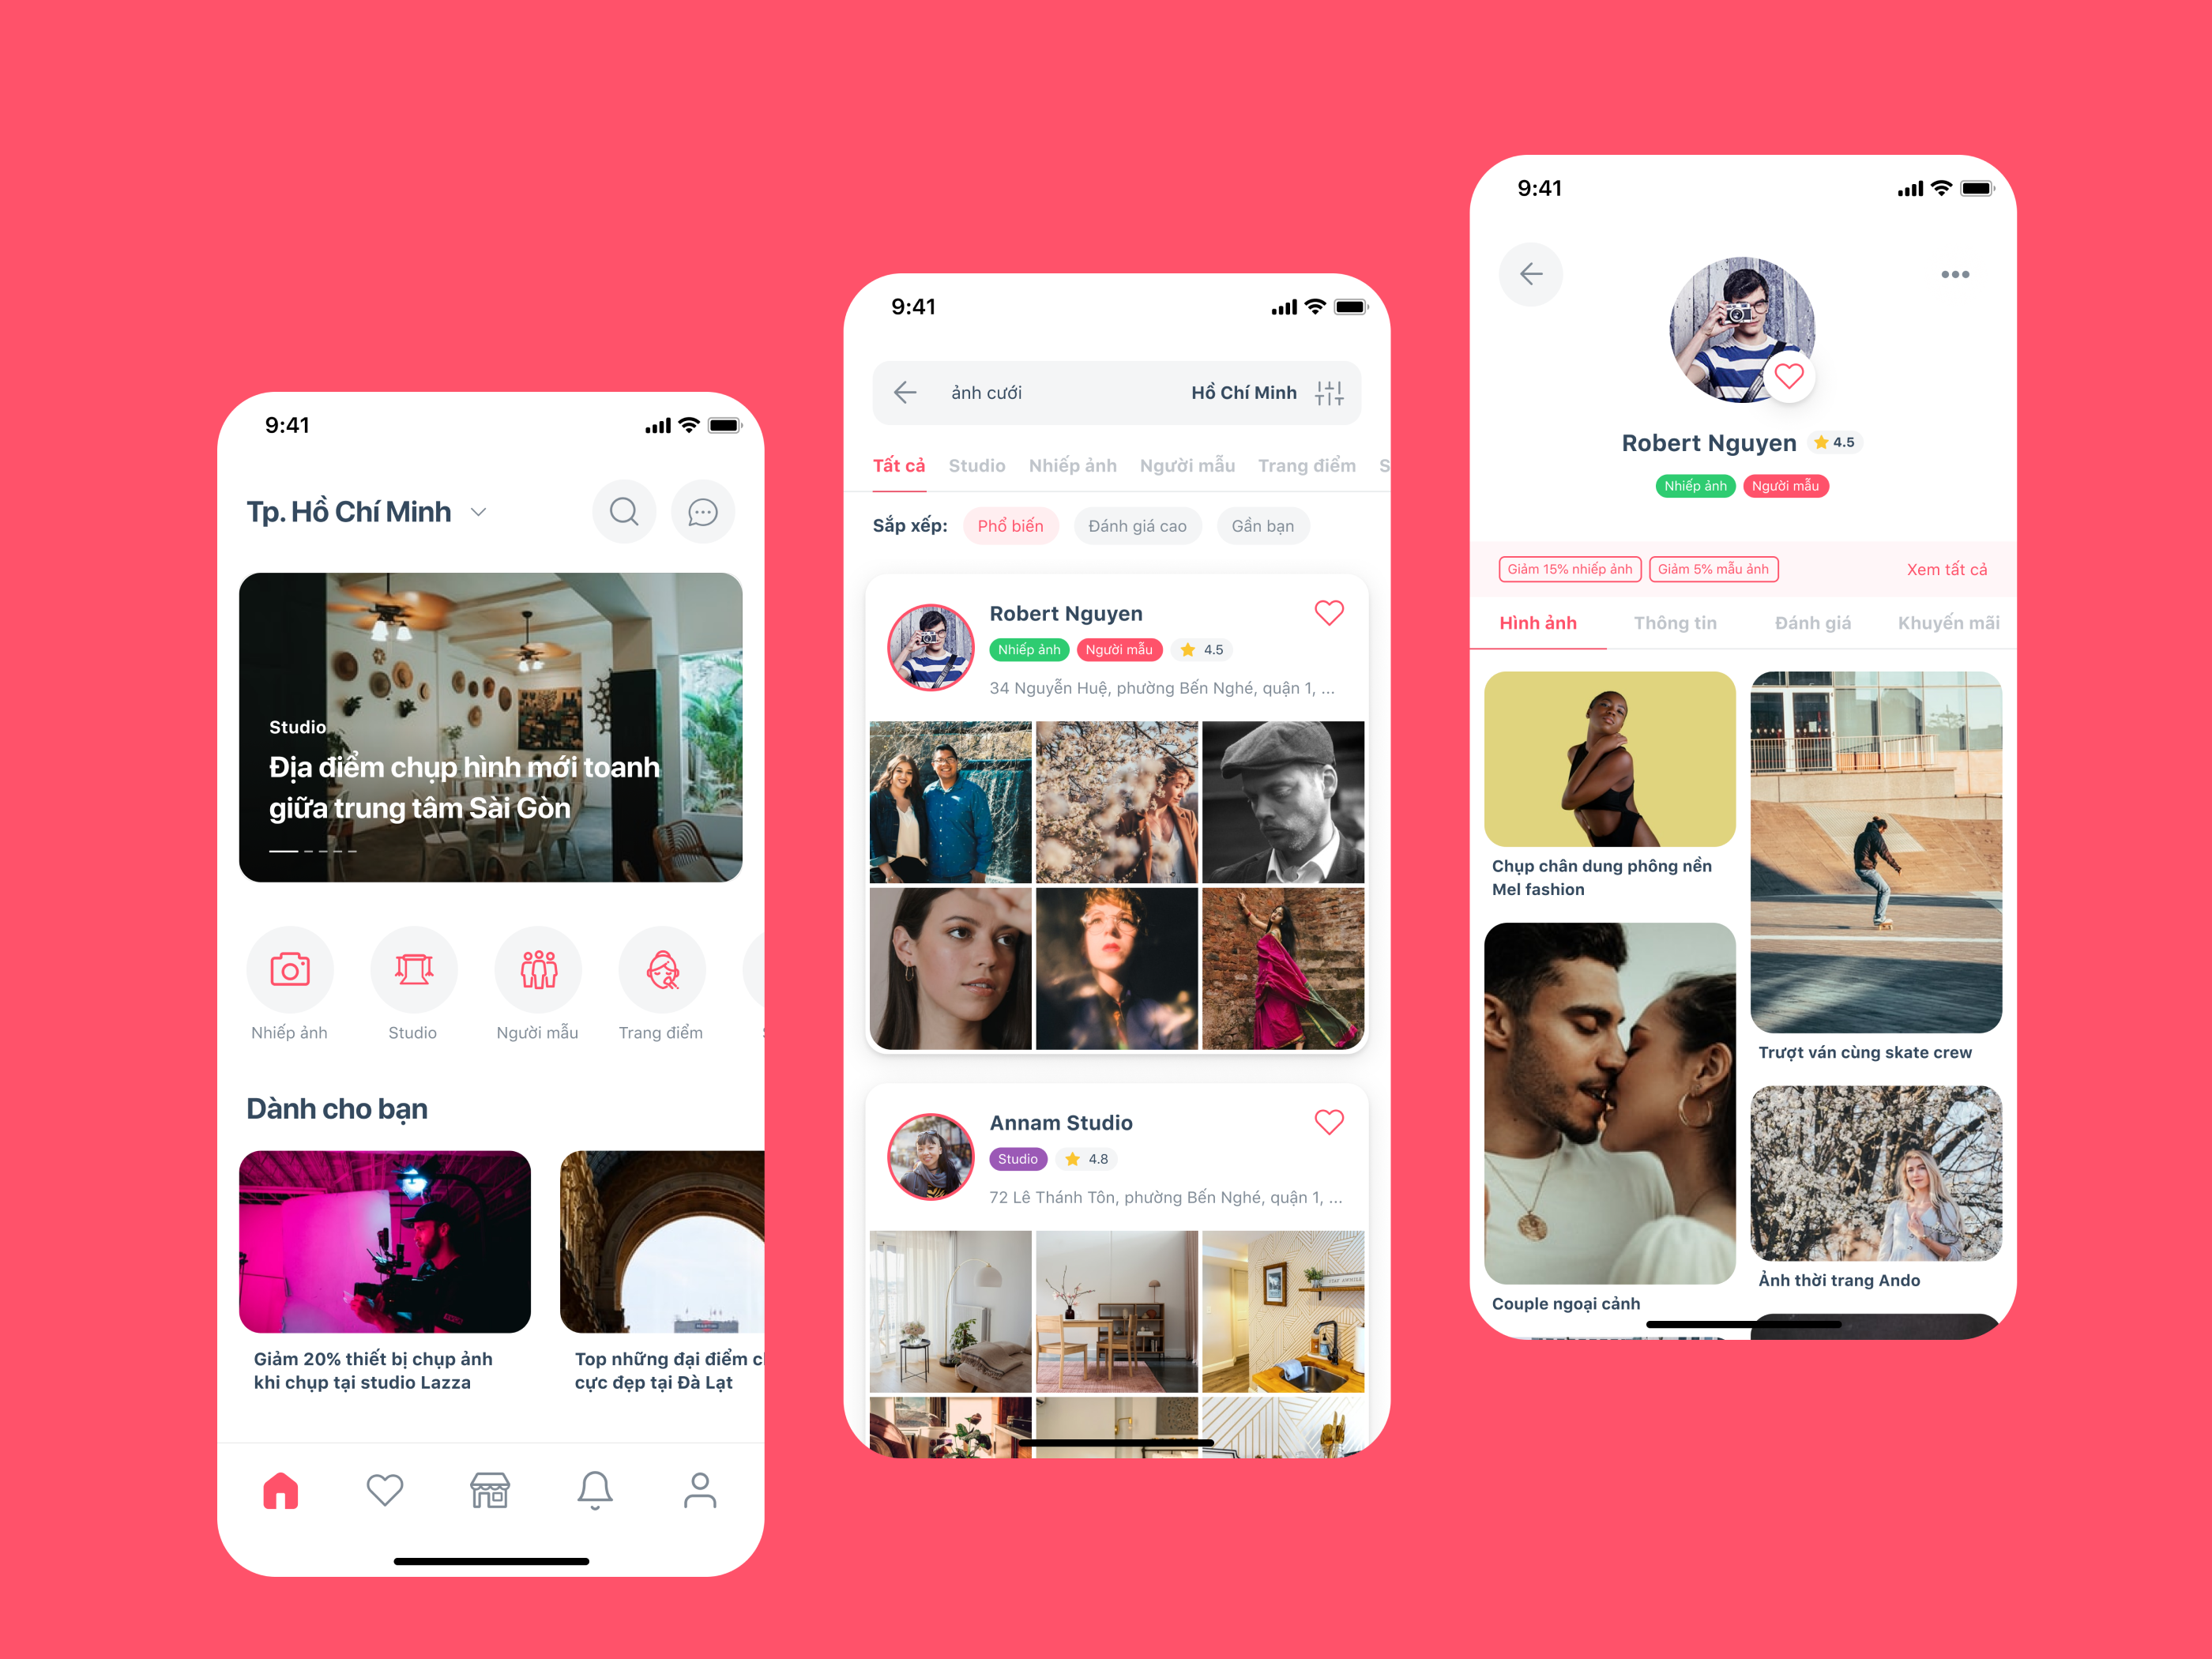 9:41
Tp. Hồ Chí Minh
Studio
Địa điểm chụp hình mới toanh
giữa trung tâm Sài Gòn
Nhiếp ảnh
Studio
Người mẫu
Trang điểm
Dành cho bạn
Giảm 20% thiết bị chụp ảnh
khi chụp tại studio Lazza
Top những đại điểm
cực đẹp tại Đà Lạt
9:41
ảnh cưới
Hồ Chí Minh
Tất cả Studio Nhiếp ảnh Người mẫu Trang điểm S
Sắp xếp: Phổ biến Đánh giá cao Gần bạn
Robert Nguyen
Nhiếp ảnh Người mẫu 4.5
34 Nguyễn Huệ, phường Bến Nghé, quận 1, ...
Annam Studio
Studio 4.8
72 Lê Thánh Tôn, phường Bến Nghé, quận 1, ...
STAY AWHILE
9:41
Robert Nguyen 4.5
Nhiếp ảnh Người mẫu
Giảm 15% nhiếp ảnh Giảm 5% mẫu ảnh Xem tất cả
Hình ảnh Thông tin Đánh giá Khuyến mãi
Chụp chân dung phông nền
Mel fashion
Trượt ván cùng skate crew
Couple ngoại cảnh
Ảnh thời trang Ando